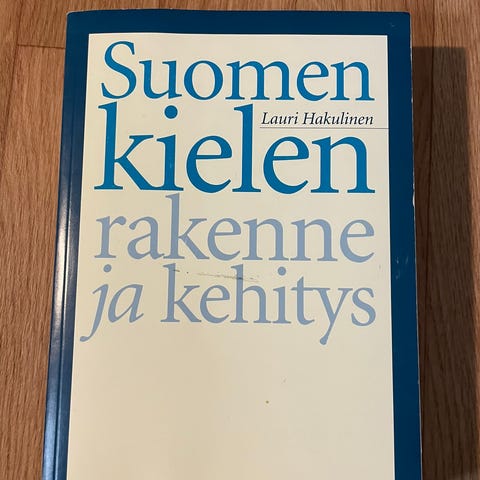 Suomen
Lauri Hakulinen
kielen
rakenne
ja kehitys